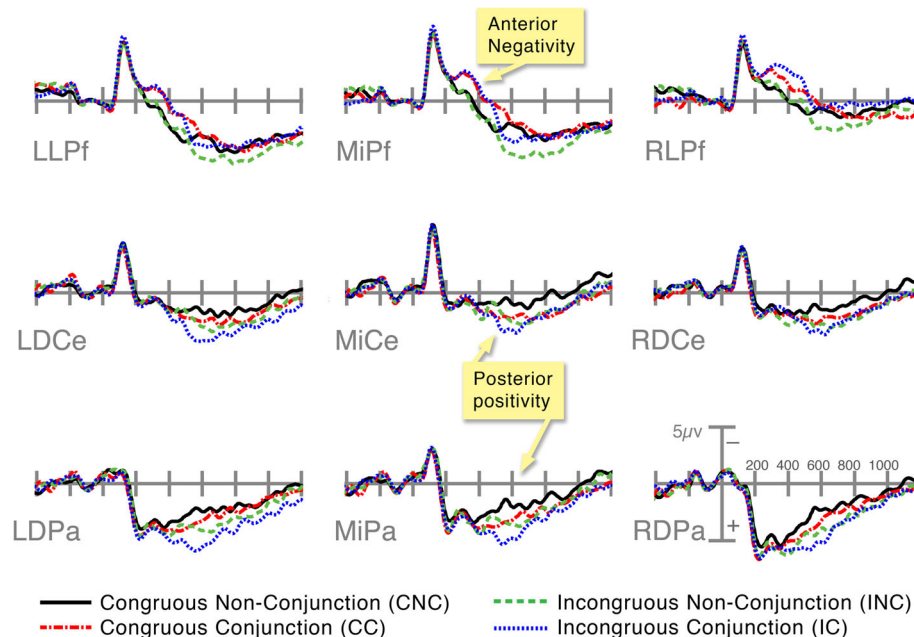 Anterior
Negativity
LLPf
MiPf
RLPf
LDCe
MiCe
RDCe
Posterior
positivity
5μv
–
200 400 600 800 1000
+
LDPa
MiPa
RDPa
Congruous Non-Conjunction (CNC)
Incongruous Non-Conjunction (INC)
Congruous Conjunction (CC)
Incongruous Conjunction (IC)